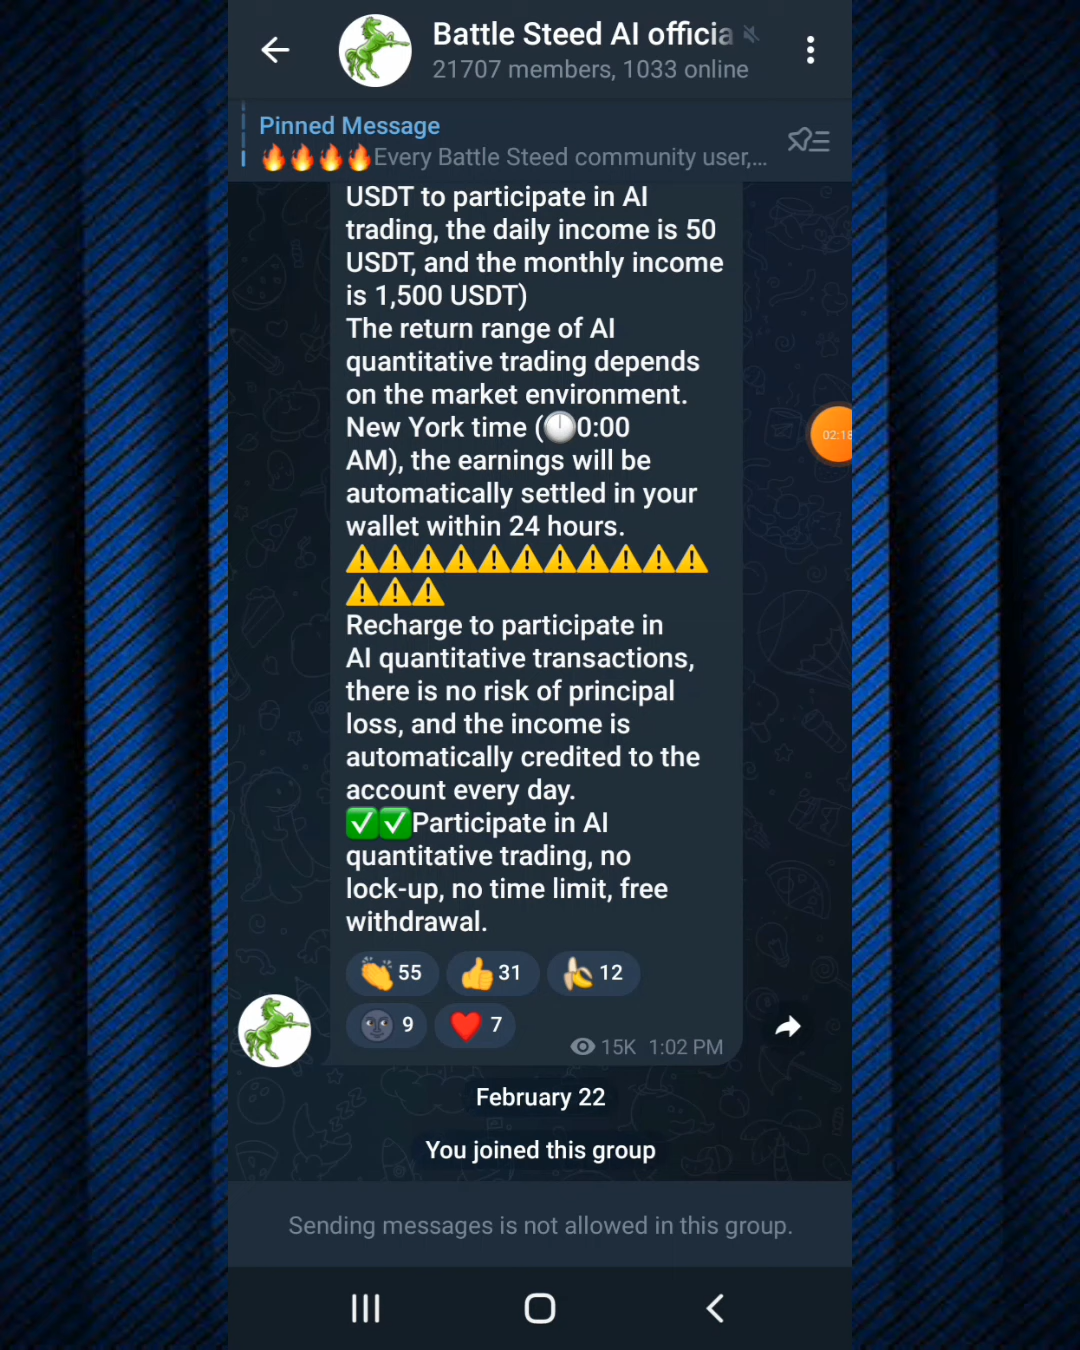 Battle Steed AI officia
21707 members, 1033 online
Pinned Message
🔥🔥🔥🔥Every Battle Steed community user,...
USDT to participate in AI
trading, the daily income is 50
USDT, and the monthly income
is 1,500 USDT)
The return range of AI
quantitative trading depends
on the market environment.
New York time (🕛0:00
AM), the earnings will be
automatically settled in your
wallet within 24 hours.
⚠️⚠️⚠️⚠️⚠️⚠️⚠️⚠️⚠️⚠️⚠️
⚠️⚠️⚠️
Recharge to participate in
AI quantitative transactions,
there is no risk of principal
loss, and the income is
automatically credited to the
account every day.
✅✅Participate in AI
quantitative trading, no
lock-up, no time limit, free
withdrawal.
👏 55 👍 31 🍌 12
🌚 9 ❤️ 7
15K 1:02 PM
February 22
You joined this group
Sending messages is not allowed in this group.
02:18